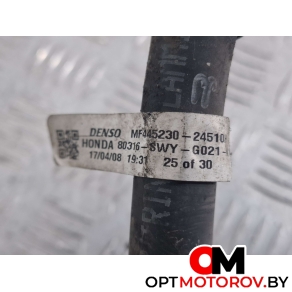 DENSO MF445230-24510
HONDA 80316-SWY-G021-
17/04/08 19:31 25 of 30
OPTMOTOROV.BY